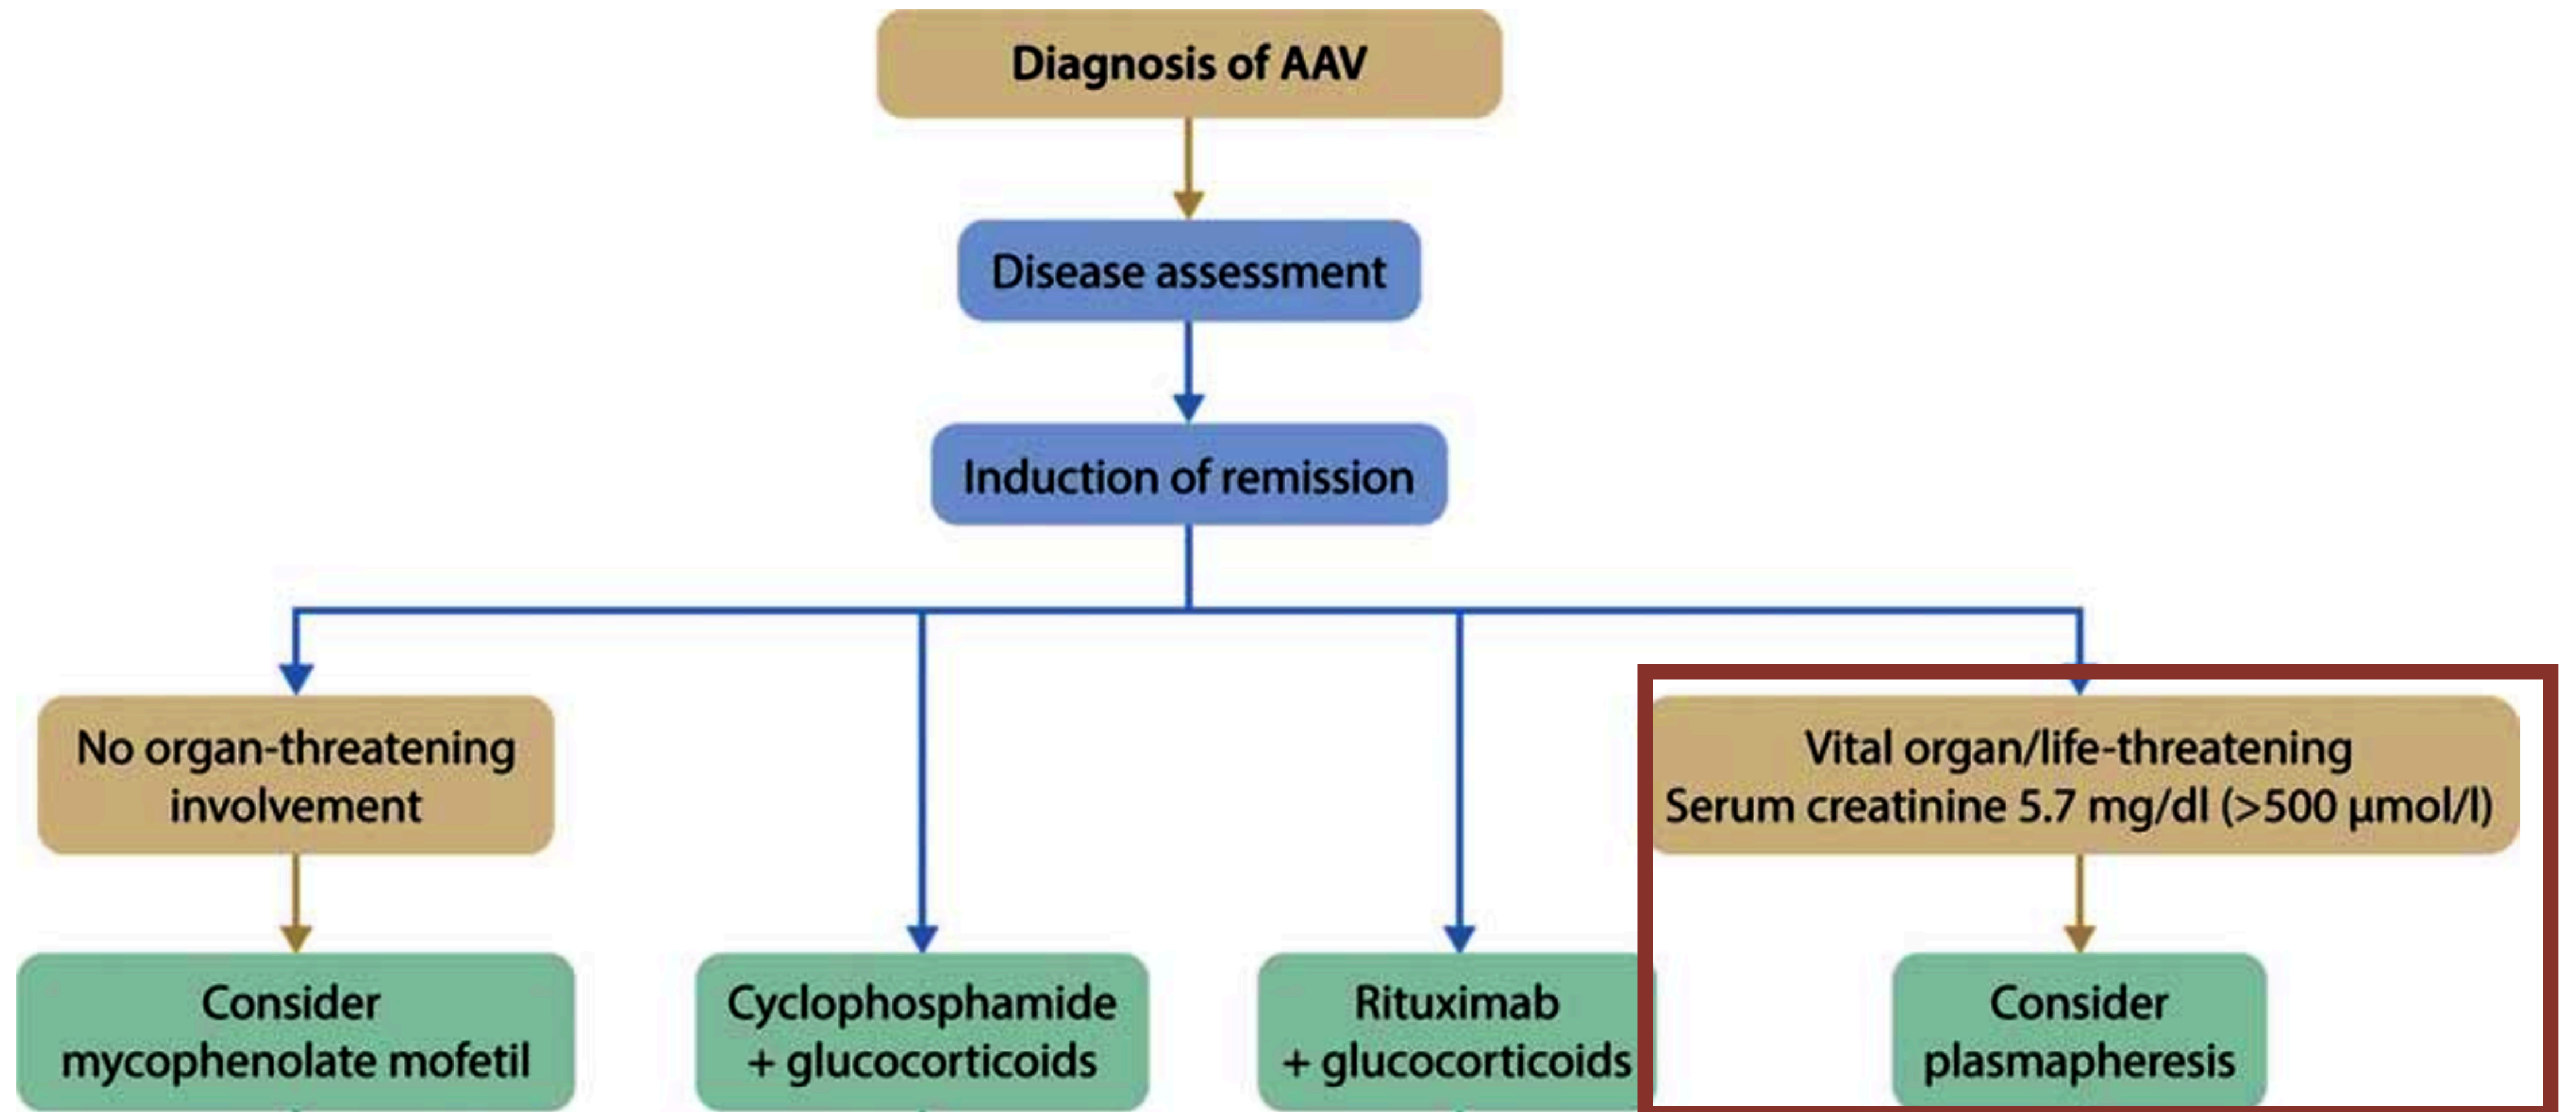 Diagnosis of AAV
Disease assessment
Induction of remission
No organ-threatening
involvement
Vital organ/life-threatening
Serum creatinine 5.7 mg/dl (>500 µmol/l)
Consider
mycophenolate mofetil
Cyclophosphamide
+ glucocorticoids
Rituximab
+ glucocorticoids
Consider
plasmapheresis